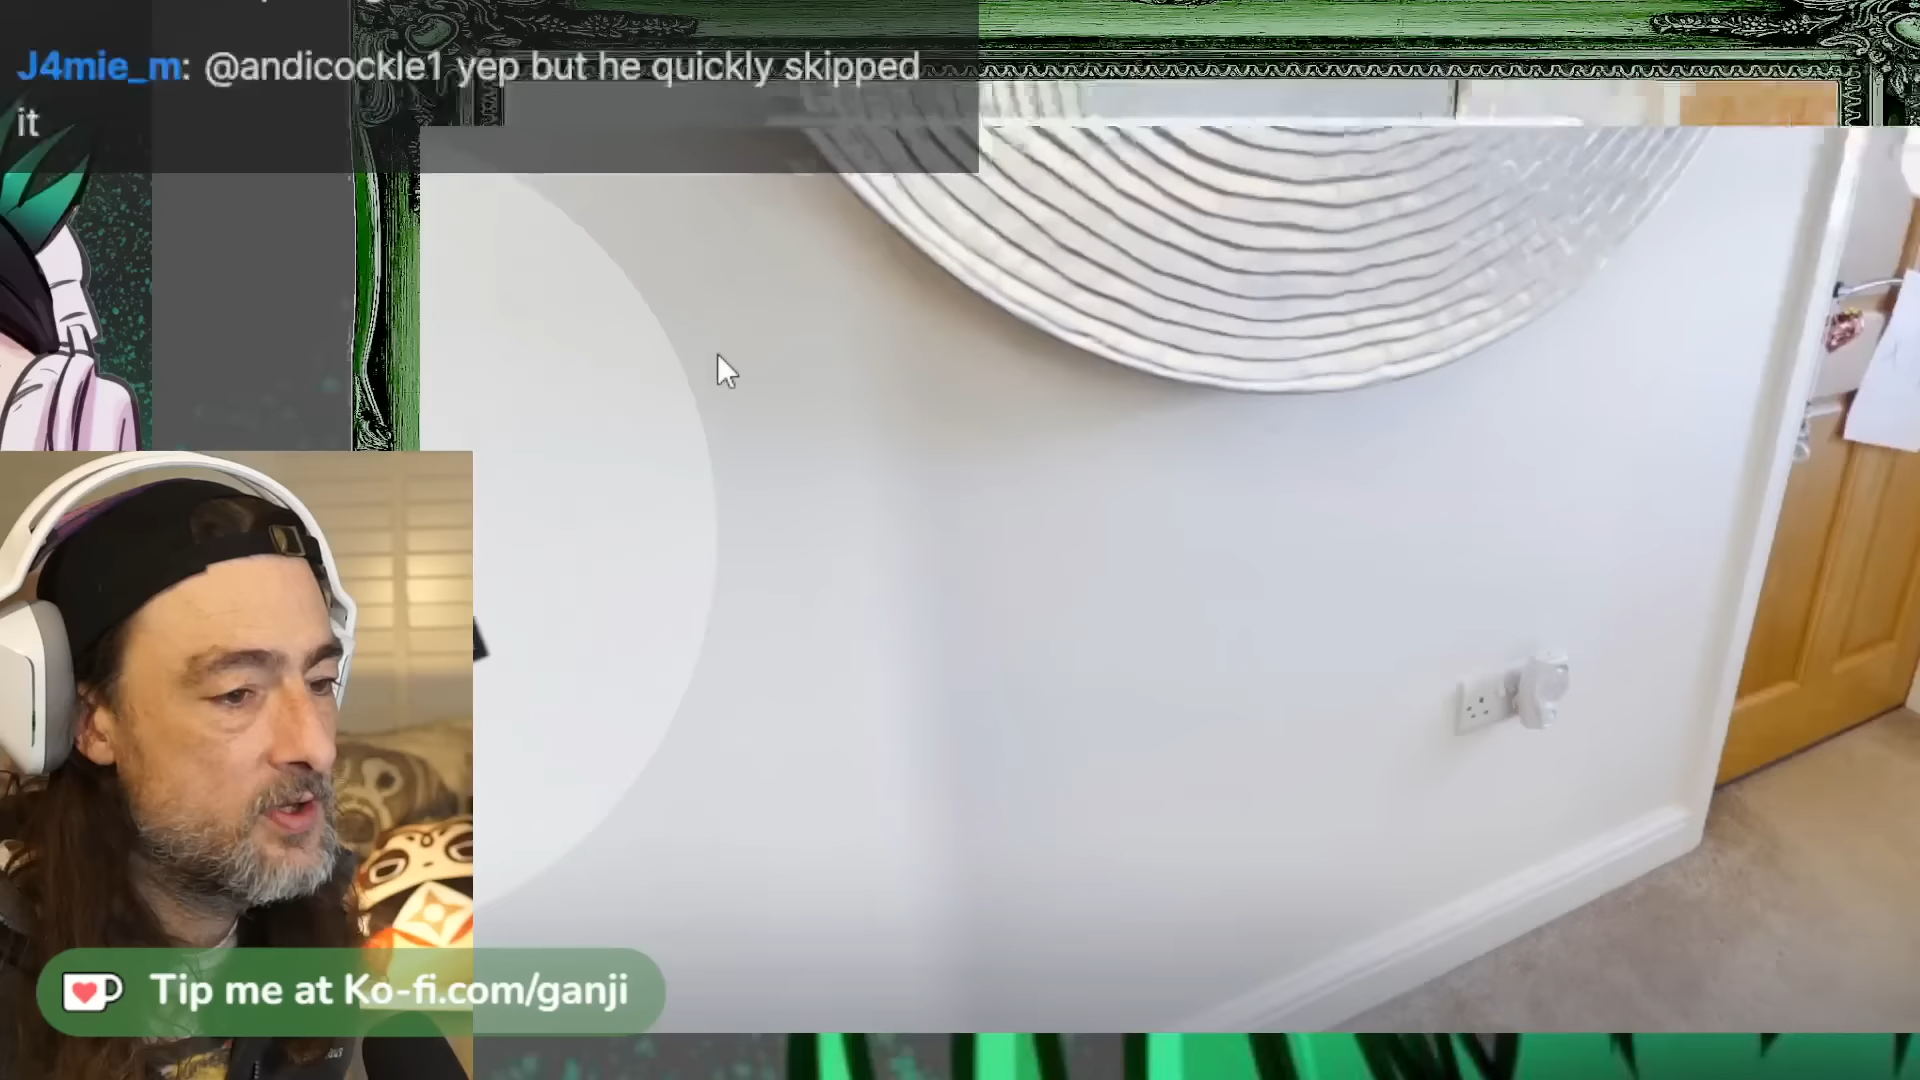 J4mie_m: @andicockle1 yep but he quickly skipped
it
Tip me at Ko-fi.com/ganji